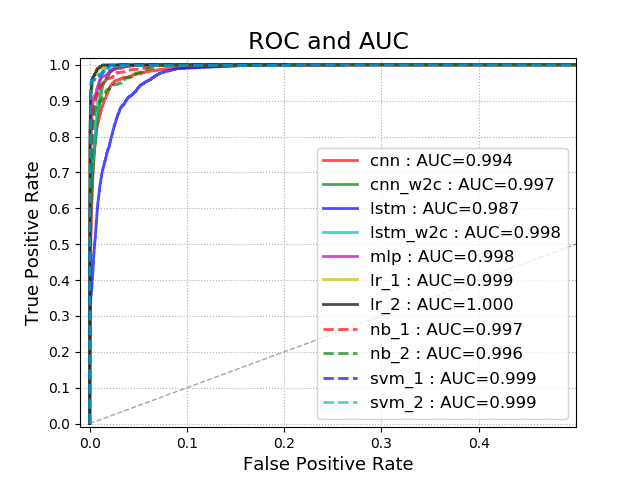 ROC and AUC
True Positive Rate
1.0
0.9
0.8
0.7
0.6
0.5
0.4
0.3
0.2
0.1
0.0
cnn : AUC=0.994
cnn_w2c : AUC=0.997
lstm : AUC=0.987
lstm_w2c : AUC=0.998
mlp : AUC=0.998
lr_1 : AUC=0.999
lr_2 : AUC=1.000
nb_1 : AUC=0.997
nb_2 : AUC=0.996
svm_1 : AUC=0.999
svm_2 : AUC=0.999
0.0 0.1 0.2 0.3 0.4
False Positive Rate